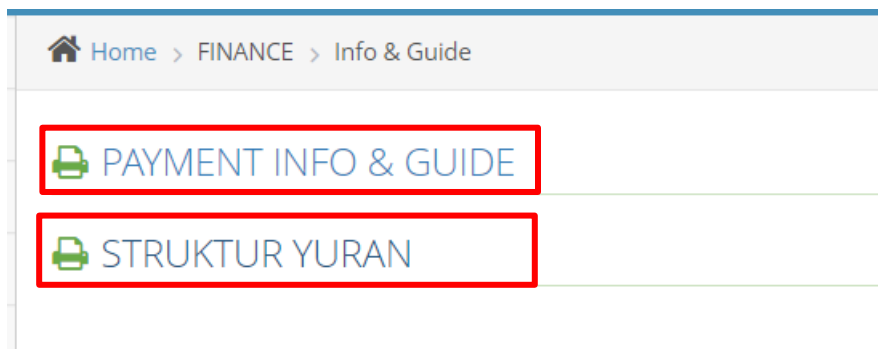 Home > FINANCE > Info & Guide
PAYMENT INFO & GUIDE
STRUKTUR YURAN